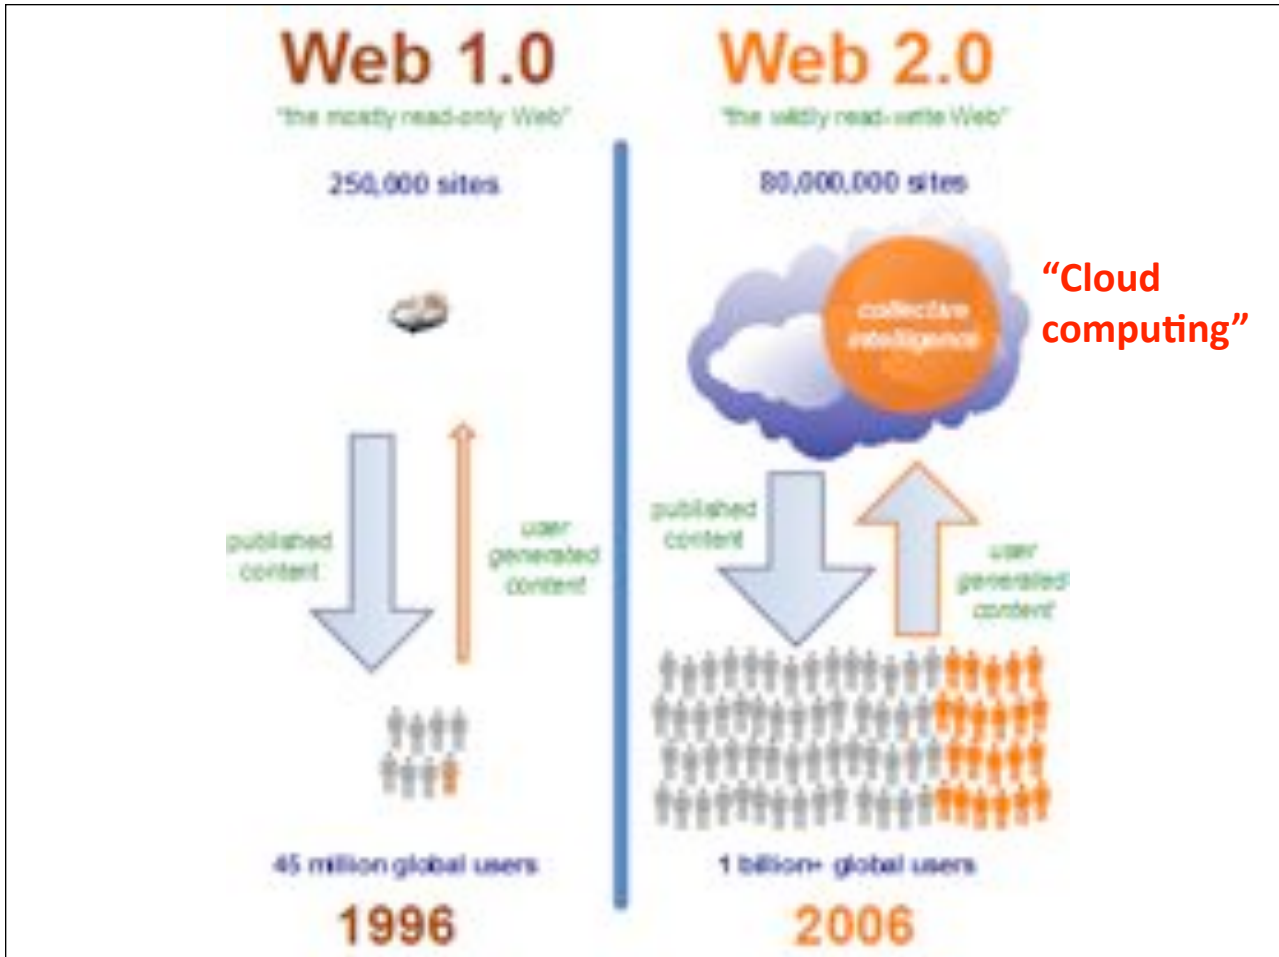 Web 1.0
"the mostly read-only Web"
250,000 sites
published
content
user
generated
content
45 million global users
1996
Web 2.0
"the wildly read-write Web"
80,000,000 sites
collective
intelligence
“Cloud
computing”
published
content
user
generated
content
1 billion+ global users
2006